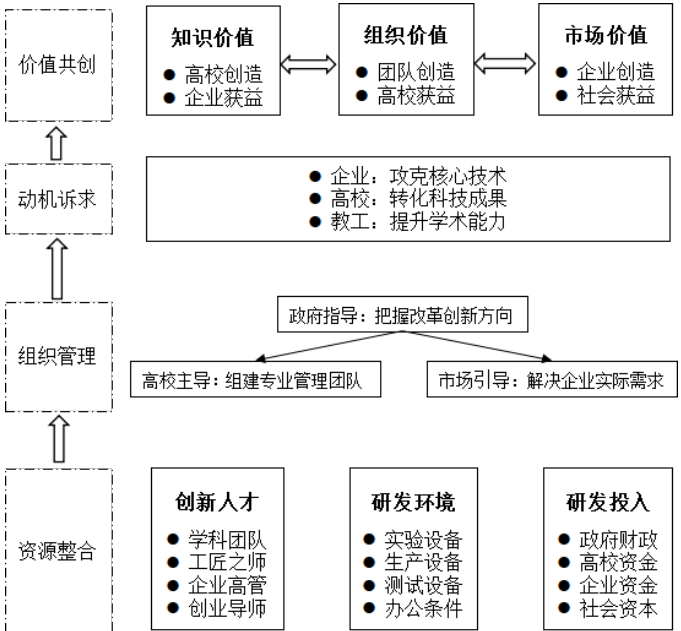 价值共创
知识价值
● 高校创造
● 企业获益
组织价值
● 团队创造
● 高校获益
市场价值
● 企业创造
● 社会获益
动机诉求
● 企业：攻克核心技术
● 高校：转化科技成果
● 教工：提升学术能力
组织管理
政府指导：把握改革创新方向
高校主导：组建专业管理团队
市场引导：解决企业实际需求
资源整合
创新人才
● 学科团队
● 工匠之师
● 企业高管
● 创业导师
研发环境
● 实验设备
● 生产设备
● 测试设备
● 办公条件
研发投入
● 政府财政
● 高校资金
● 企业资金
● 社会资本